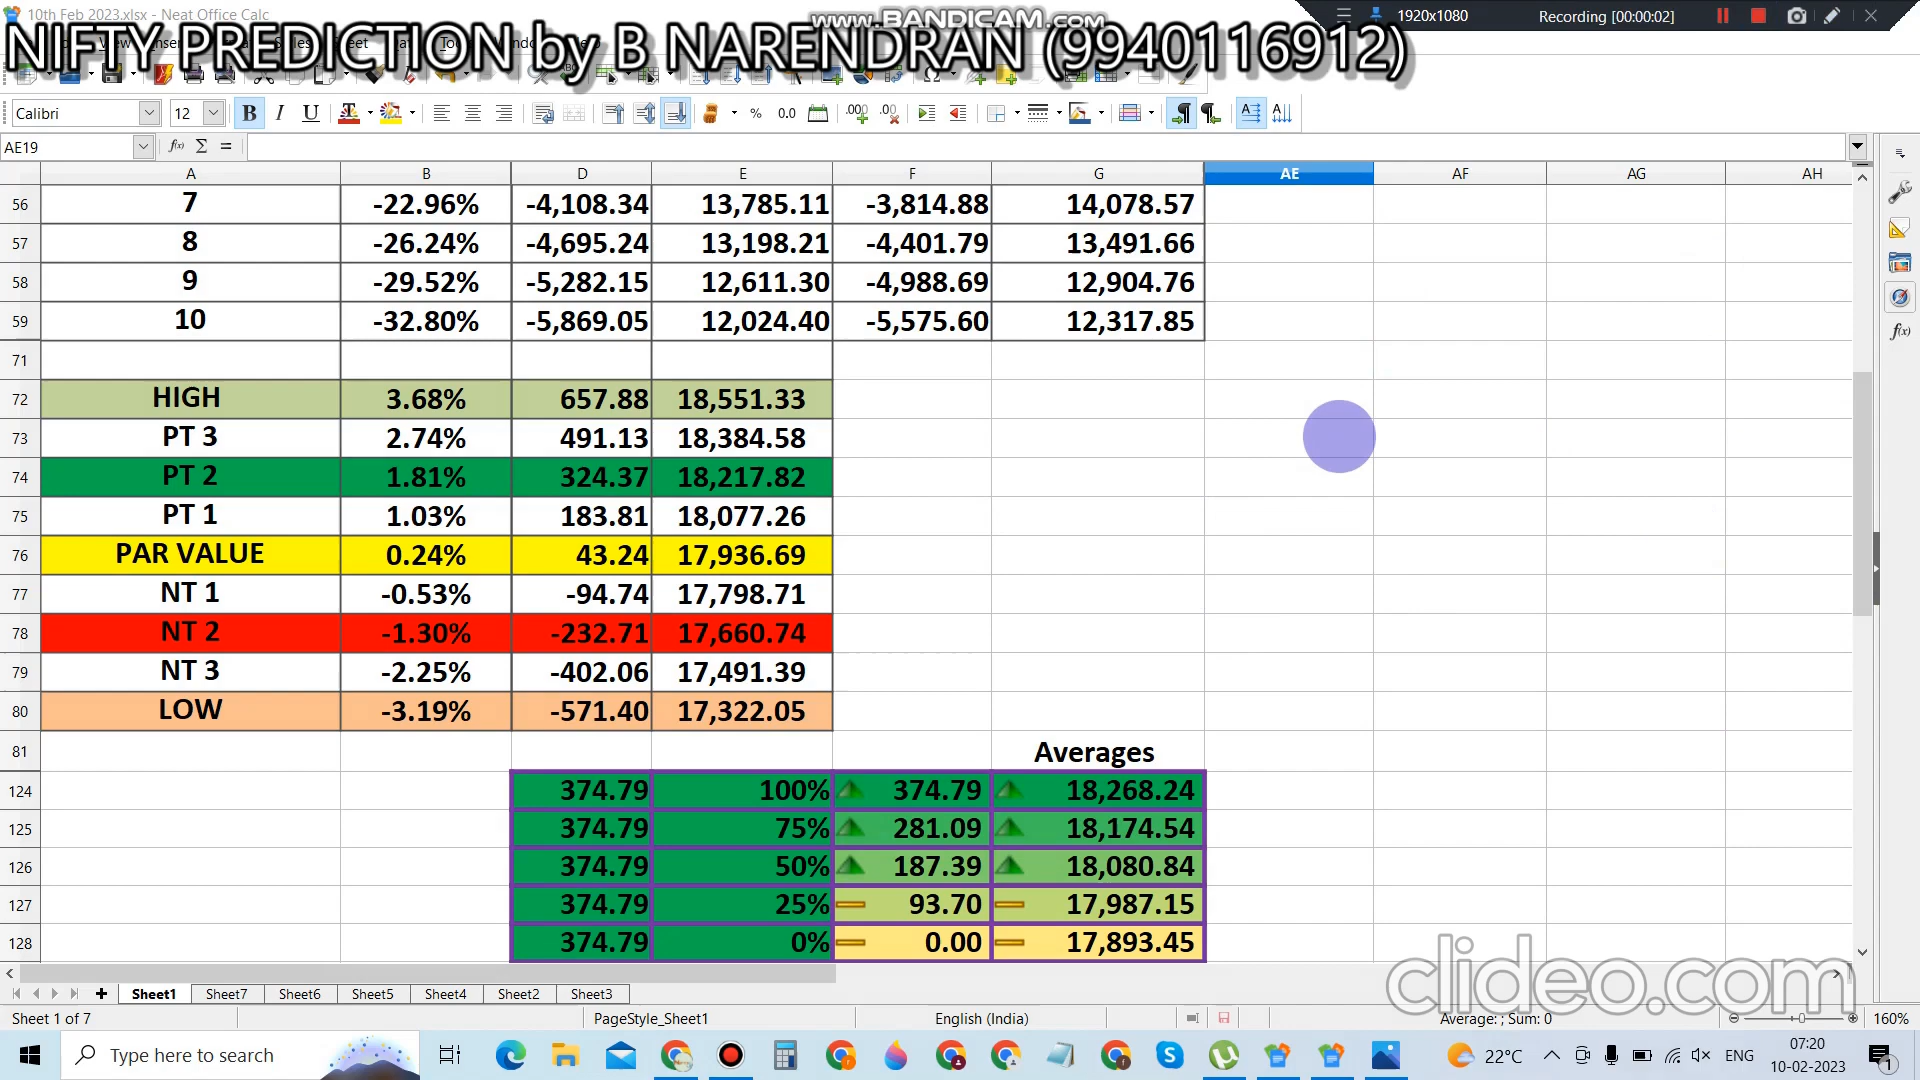 10th Feb 2023.xlsx - Neat Office Calc
www.BANDICAM.com
1920x1080
Recording [00:00:02]
NIFTY PREDICTION by B NARENDRAN (9940116912)
Calibri
12
B I U
% 0.0
AE19
A B D E F G AE AF AG AH
56 7 -22.96% -4,108.34 13,785.11 -3,814.88 14,078.57
57 8 -26.24% -4,695.24 13,198.21 -4,401.79 13,491.66
58 9 -29.52% -5,282.15 12,611.30 -4,988.69 12,904.76
59 10 -32.80% -5,869.05 12,024.40 -5,575.60 12,317.85
71
72 HIGH 3.68% 657.88 18,551.33
73 PT 3 2.74% 491.13 18,384.58
74 PT 2 1.81% 324.37 18,217.82
75 PT 1 1.03% 183.81 18,077.26
76 PAR VALUE 0.24% 43.24 17,936.69
77 NT 1 -0.53% -94.74 17,798.71
78 NT 2 -1.30% -232.71 17,660.74
79 NT 3 -2.25% -402.06 17,491.39
80 LOW -3.19% -571.40 17,322.05
81 Averages
124 374.79 100% 374.79 18,268.24
125 374.79 75% 281.09 18,174.54
126 374.79 50% 187.39 18,080.84
127 374.79 25% 93.70 17,987.15
128 374.79 0% 0.00 17,893.45
clideo.com
Sheet1 Sheet7 Sheet6 Sheet5 Sheet4 Sheet2 Sheet3
Sheet 1 of 7 PageStyle_Sheet1 English (India) Average: ; Sum: 0 160%
Type here to search
22°C
ENG
07:20
10-02-2023
1